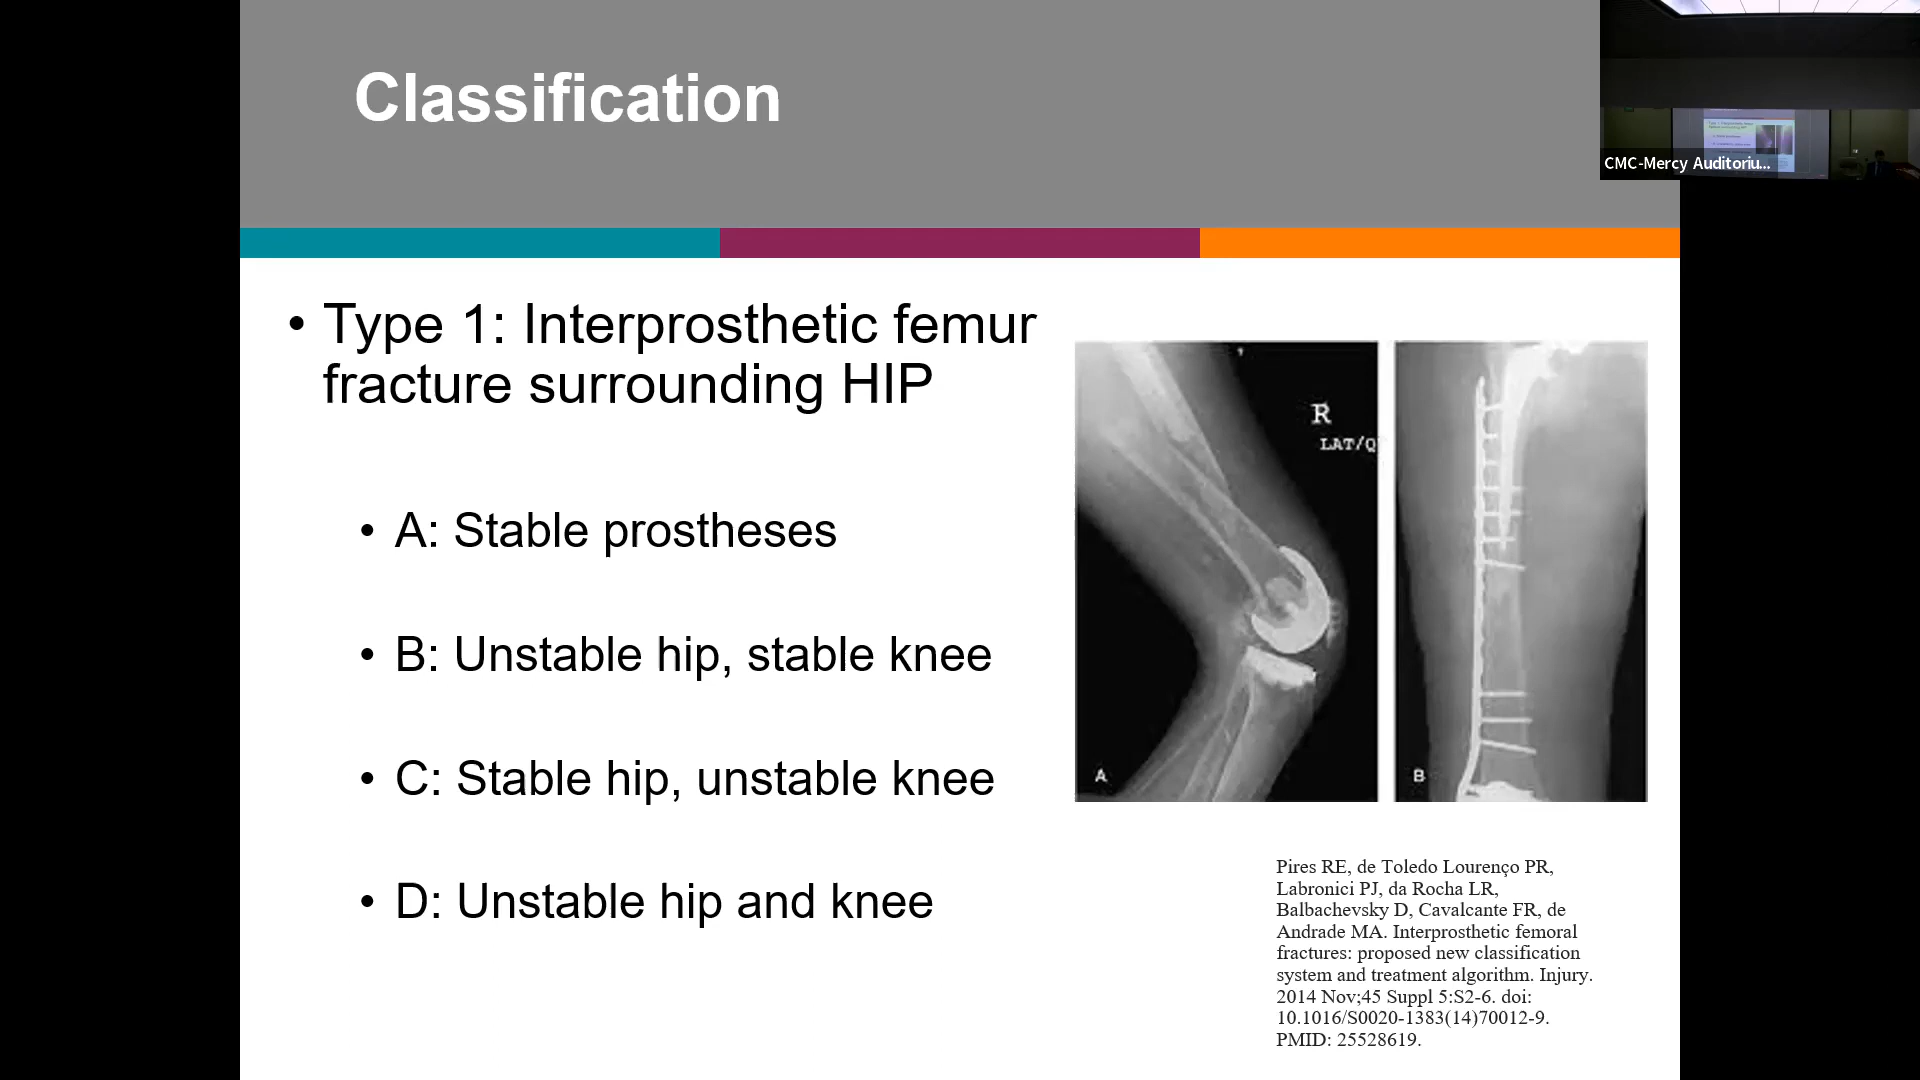 Classification
CMC-Mercy Auditoriu...
• Type 1: Interprosthetic femur
fracture surrounding HIP
• A: Stable prostheses
• B: Unstable hip, stable knee
• C: Stable hip, unstable knee
• D: Unstable hip and knee
R
LAT/Q
A
B
Pires RE, de Toledo Lourenço PR,
Labronici PJ, da Rocha LR,
Balbachevsky D, Cavalcante FR, de
Andrade MA. Interprosthetic femoral
fractures: proposed new classification
system and treatment algorithm. Injury.
2014 Nov;45 Suppl 5:S2-6. doi:
10.1016/S0020-1383(14)70012-9.
PMID: 25528619.